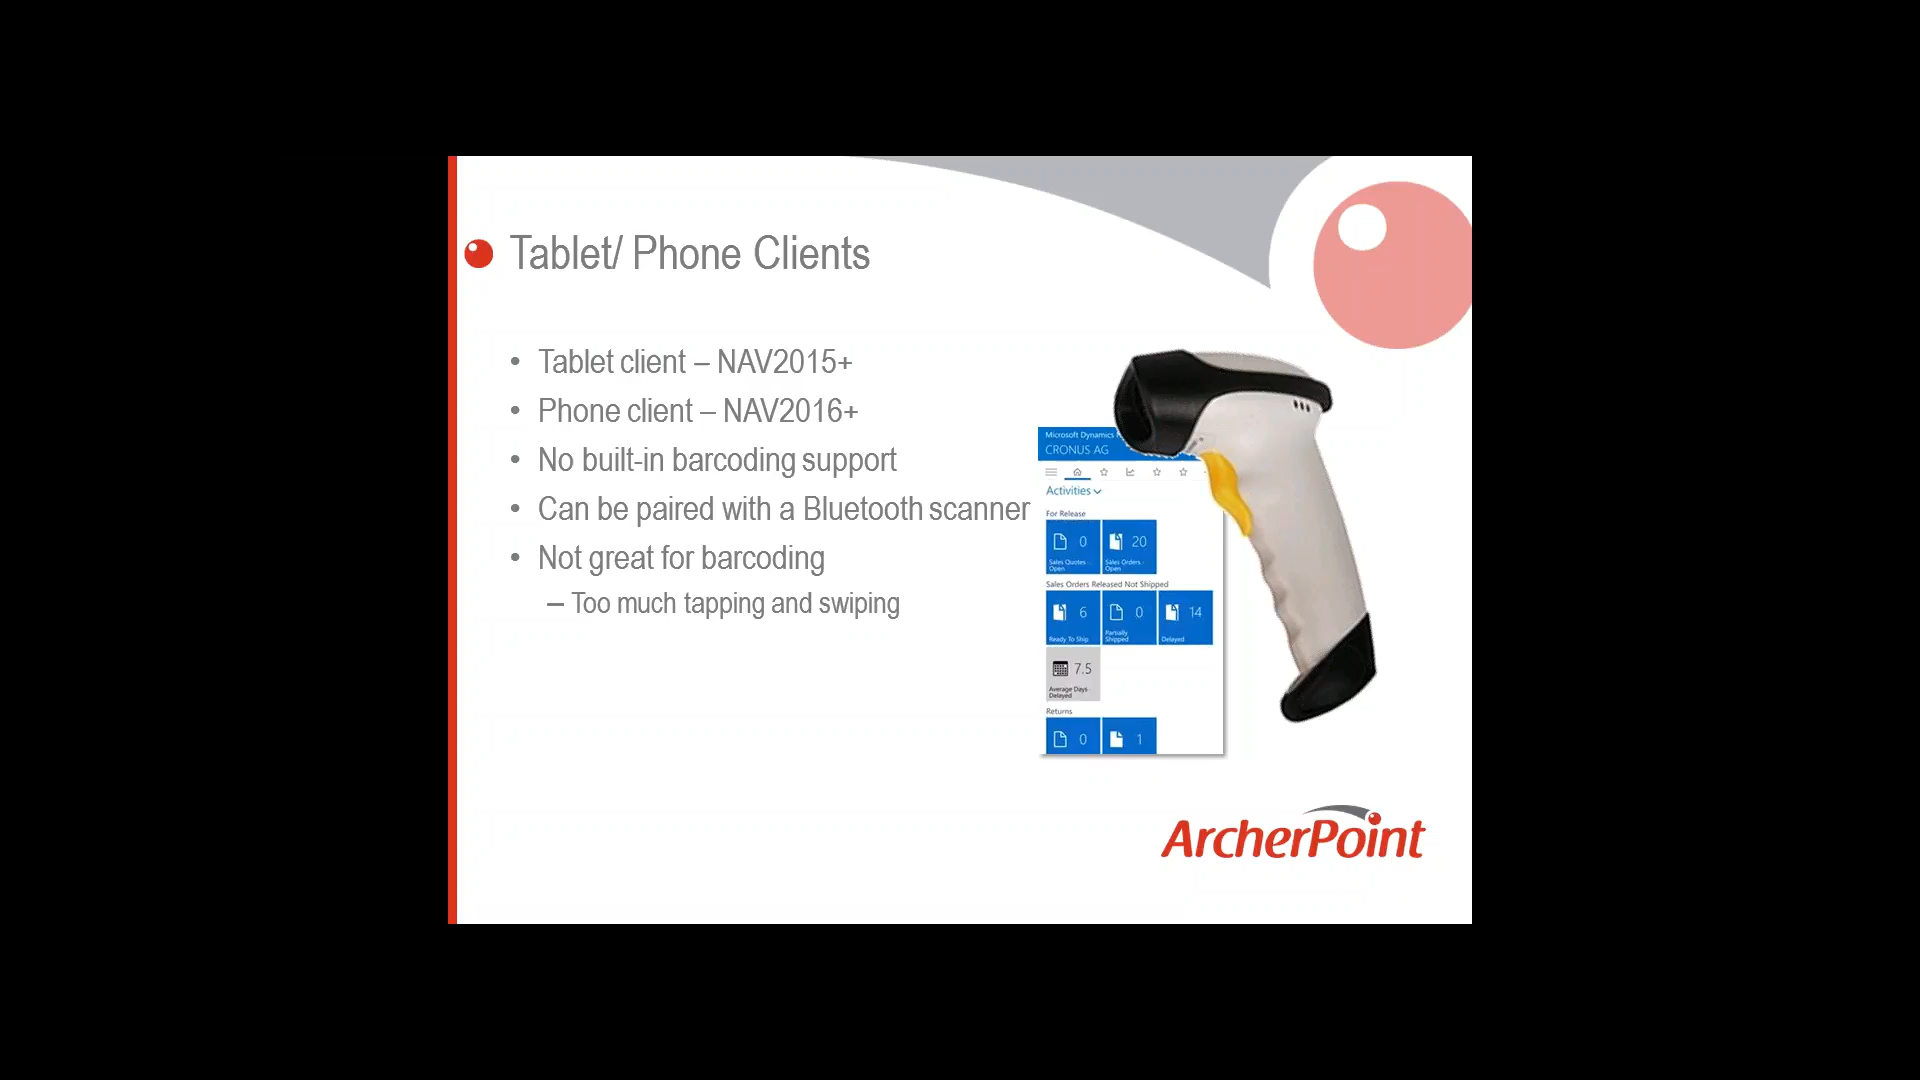 Tablet/ Phone Clients
• Tablet client – NAV2015+
• Phone client – NAV2016+
• No built-in barcoding support
• Can be paired with a Bluetooth scanner
• Not great for barcoding
– Too much tapping and swiping
Microsoft Dynamics
CRONUS AG
Activities
For Release
0
20
Sales Quotes - Open
Sales Orders - Open
Sales Orders Released Not Shipped
6
0
14
Ready To Ship
Partially Shipped
Delayed
7.5
Average Days Delayed
Returns
0
1
ArcherPoint